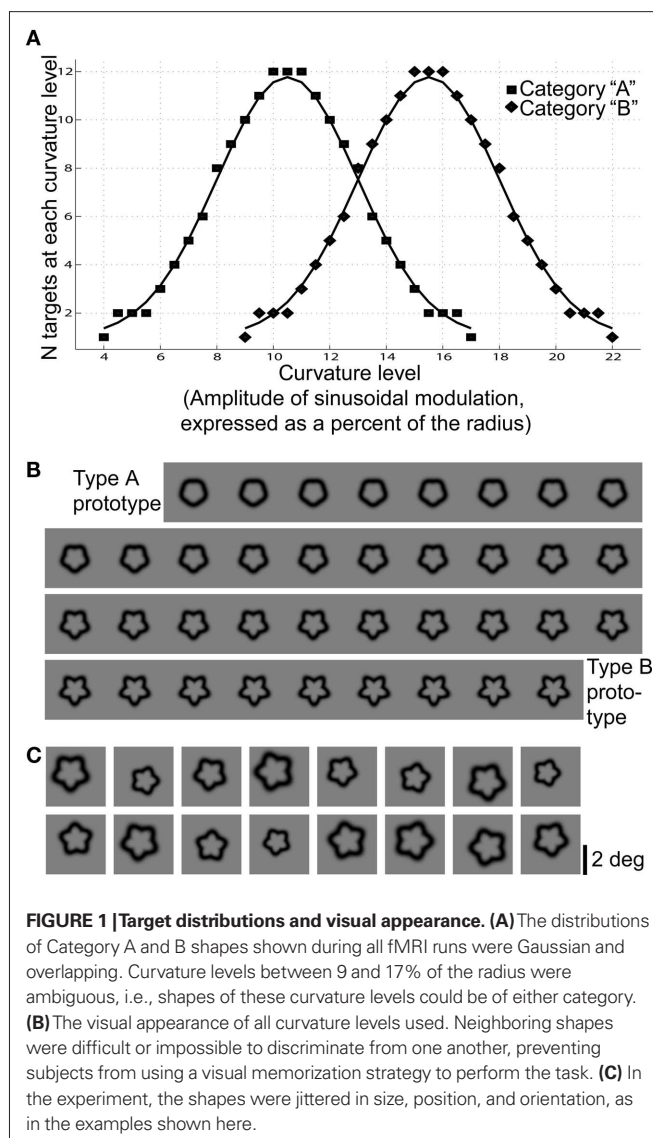 A
N targets at each curvature level
12
10
8
6
4
2
■ Category “A”
◆ Category “B”
4 6 8 10 12 14 16 18 20 22
Curvature level
(Amplitude of sinusoidal modulation,
expressed as a percent of the radius)
B
Type A
prototype
Type B
proto-
type
C
2 deg
FIGURE 1 | Target distributions and visual appearance. (A) The distributions
of Category A and B shapes shown during all fMRI runs were Gaussian and
overlapping. Curvature levels between 9 and 17% of the radius were
ambiguous, i.e., shapes of these curvature levels could be of either category.
(B) The visual appearance of all curvature levels used. Neighboring shapes
were difficult or impossible to discriminate from one another, preventing
subjects from using a visual memorization strategy to perform the task. (C) In
the experiment, the shapes were jittered in size, position, and orientation, as
in the examples shown here.